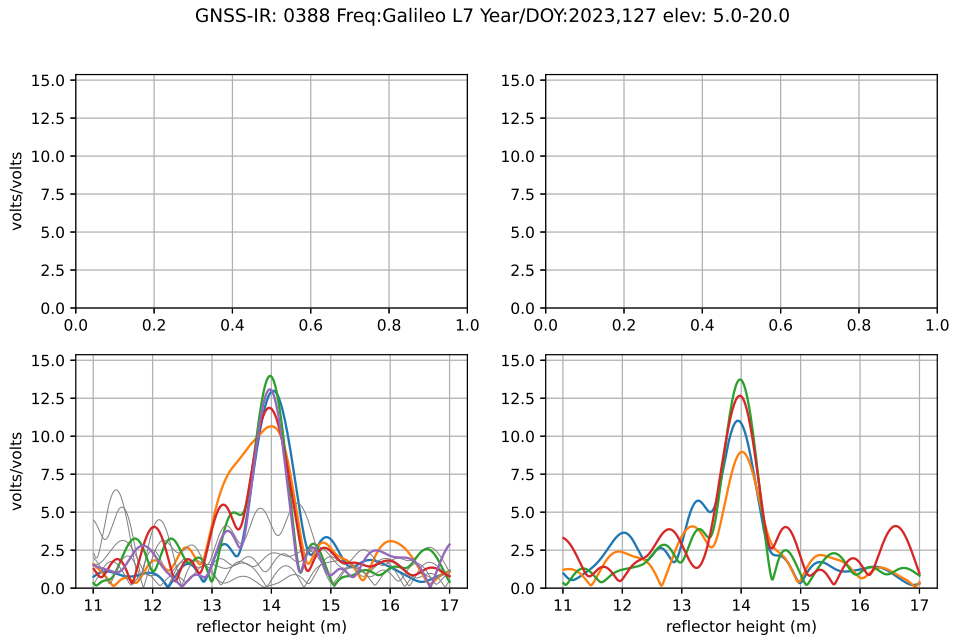 GNSS-IR: 0388 Freq:Galileo L7 Year/DOY:2023,127 elev: 5.0-20.0
15.0 15.0
12.5 12.5
10.0 10.0
7.5 7.5
5.0 5.0
2.5 2.5
0.0 0.0
volts/volts
0.0 0.2 0.4 0.6 0.8 1.0 0.0 0.2 0.4 0.6 0.8 1.0
15.0 15.0
12.5 12.5
10.0 10.0
7.5 7.5
5.0 5.0
2.5 2.5
0.0 0.0
volts/volts
11 12 13 14 15 16 17 11 12 13 14 15 16 17
reflector height (m) reflector height (m)